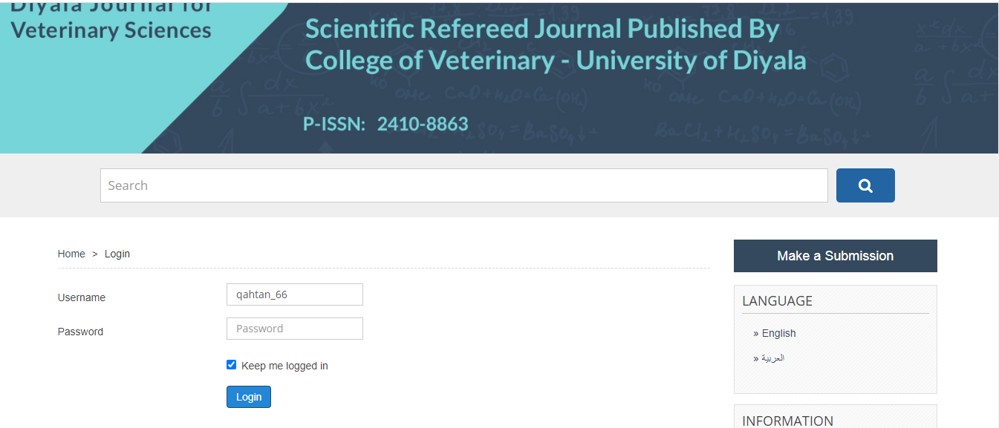 Diyala Journal for
Veterinary Sciences
Scientific Refereed Journal Published By
College of Veterinary - University of Diyala
P-ISSN: 2410-8863
Search
Home > Login
Make a Submission
Username
qahtan_66
Password
Password
Keep me logged in
Login
LANGUAGE
» English
» العربية
INFORMATION